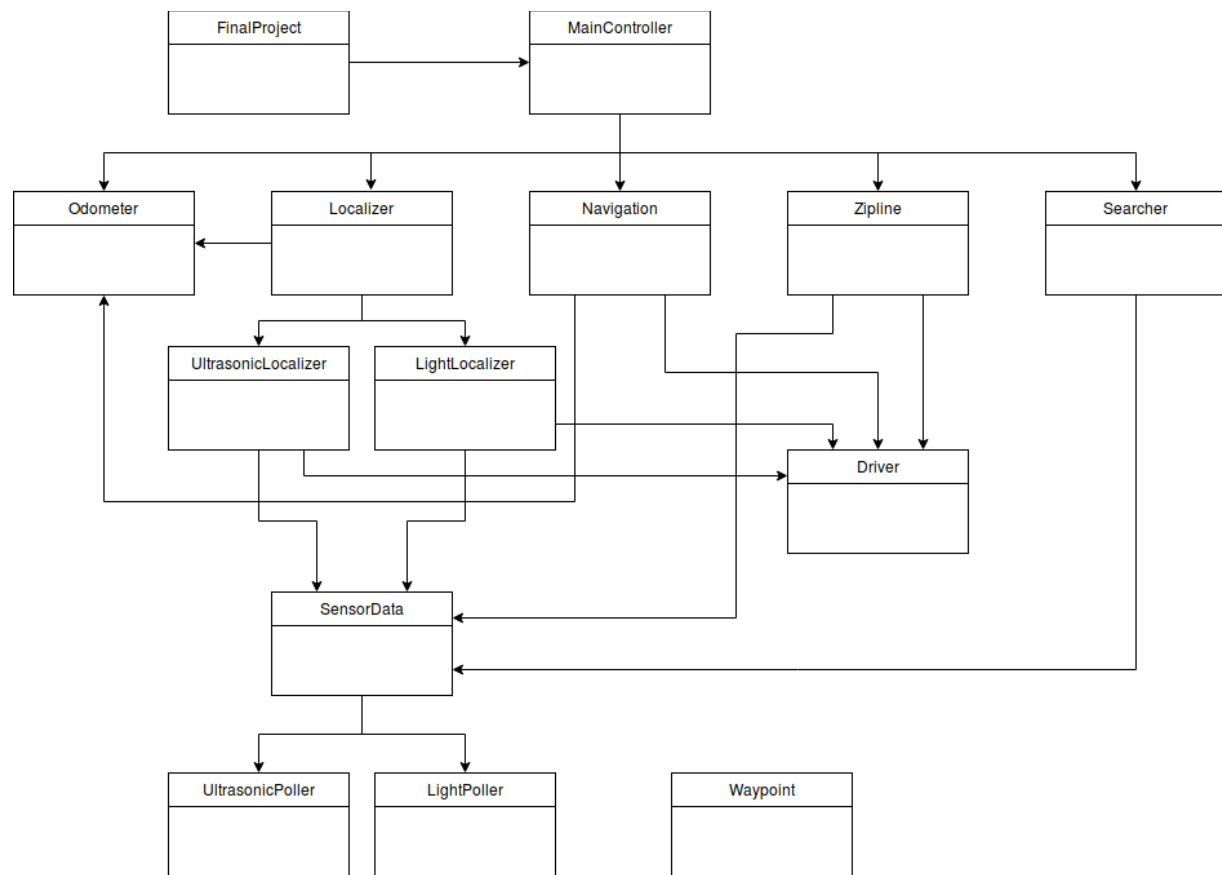 FinalProject
MainController
Odometer
Localizer
Navigation
Zipline
Searcher
UltrasonicLocalizer
LightLocalizer
Driver
SensorData
UltrasonicPoller
LightPoller
Waypoint